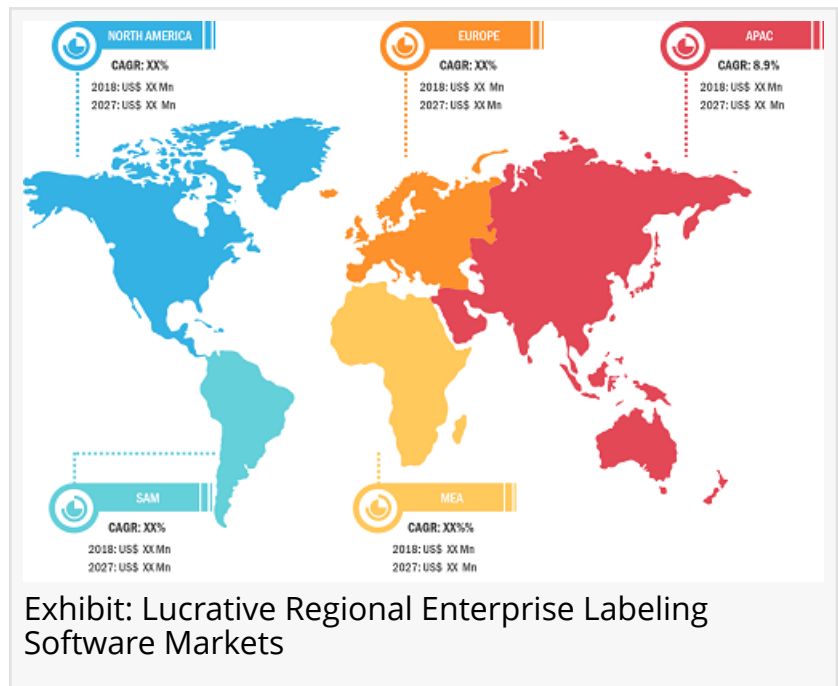 NORTH AMERICA
CAGR: XX%
2018: US$ XX Mn
2027: US$ XX Mn
EUROPE
CAGR: XX%
2018: US$ XX Mn
2027: US$ XX Mn
APAC
CAGR: 8.9%
2018: US$ XX Mn
2027: US$ XX Mn
SAM
CAGR: XX%
2018: US$ XX Mn
2027: US$ XX Mn
MEA
CAGR: XX%%
2018: US$ XX Mn
2027: US$ XX Mn
Exhibit: Lucrative Regional Enterprise Labeling
Software Markets